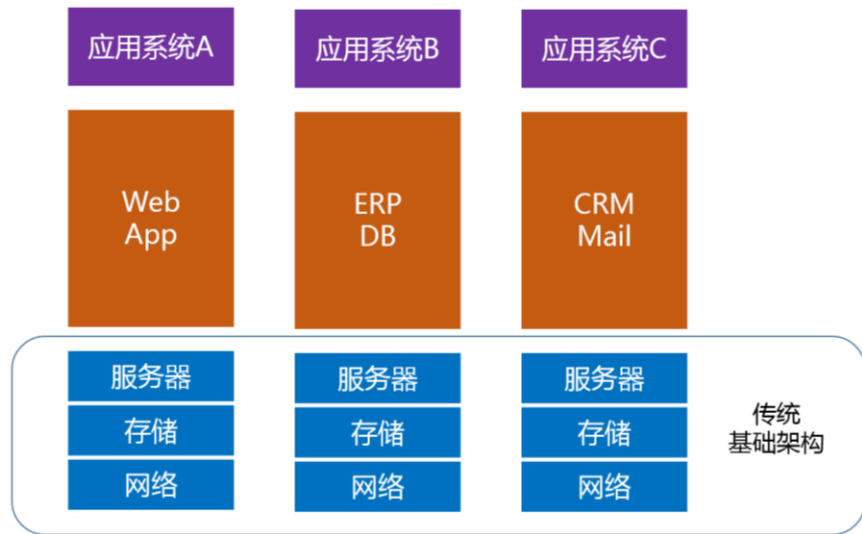 应用系统A
应用系统B
应用系统C
Web
App
ERP
DB
CRM
Mail
服务器
存储
网络
服务器
存储
网络
服务器
存储
网络
传统
基础架构